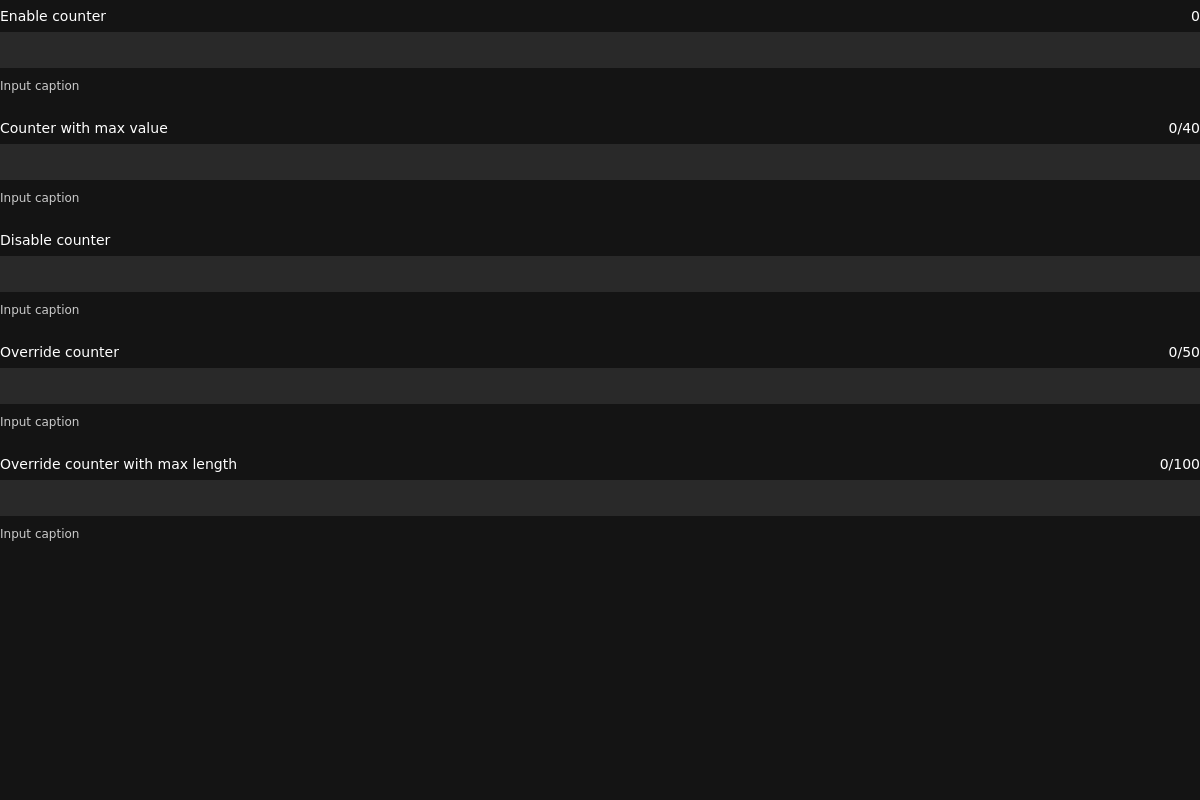 Enable counter 0
Input caption
Counter with max value 0/40
Input caption
Disable counter
Input caption
Override counter 0/50
Input caption
Override counter with max length 0/100
Input caption